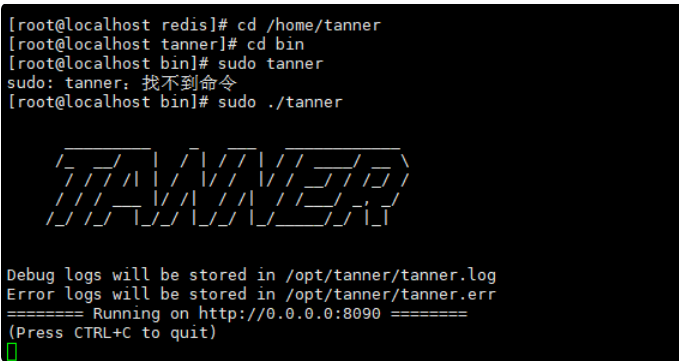 [root@localhost redis]# cd /home/tanner
[root@localhost tanner]# cd bin
[root@localhost bin]# sudo tanner
sudo: tanner：找不到命令
[root@localhost bin]# sudo ./tanner
TANNER
Debug logs will be stored in /opt/tanner/tanner.log
Error logs will be stored in /opt/tanner/tanner.err
======== Running on http://0.0.0.0:8090 ========
(Press CTRL+C to quit)